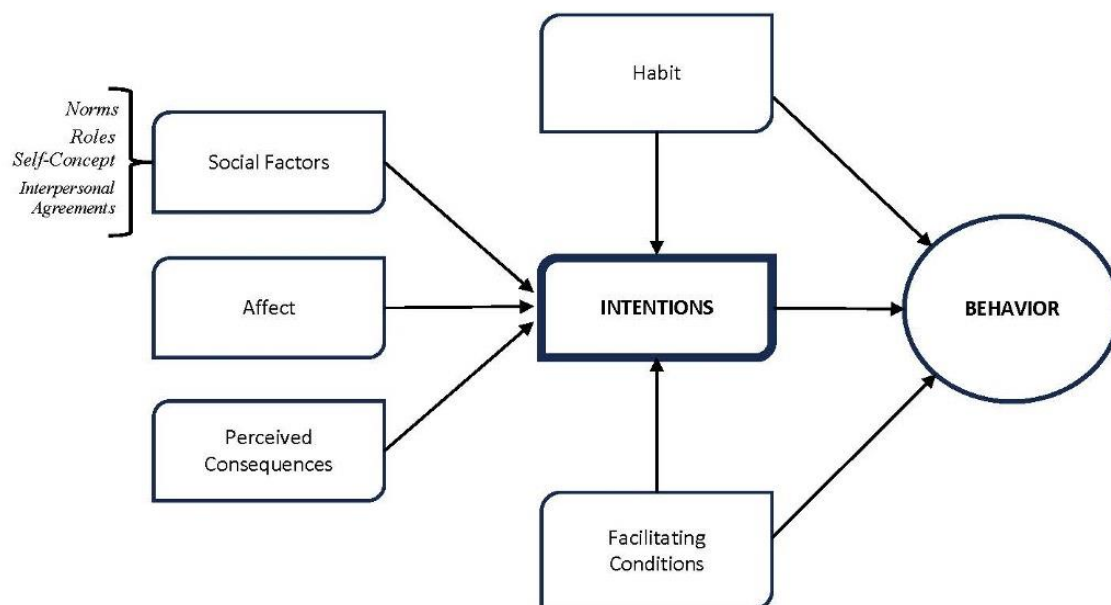 Norms
Roles
Self-Concept
Interpersonal
Agreements
Social Factors
Affect
Perceived
Consequences
Habit
INTENTIONS
Facilitating
Conditions
BEHAVIOR